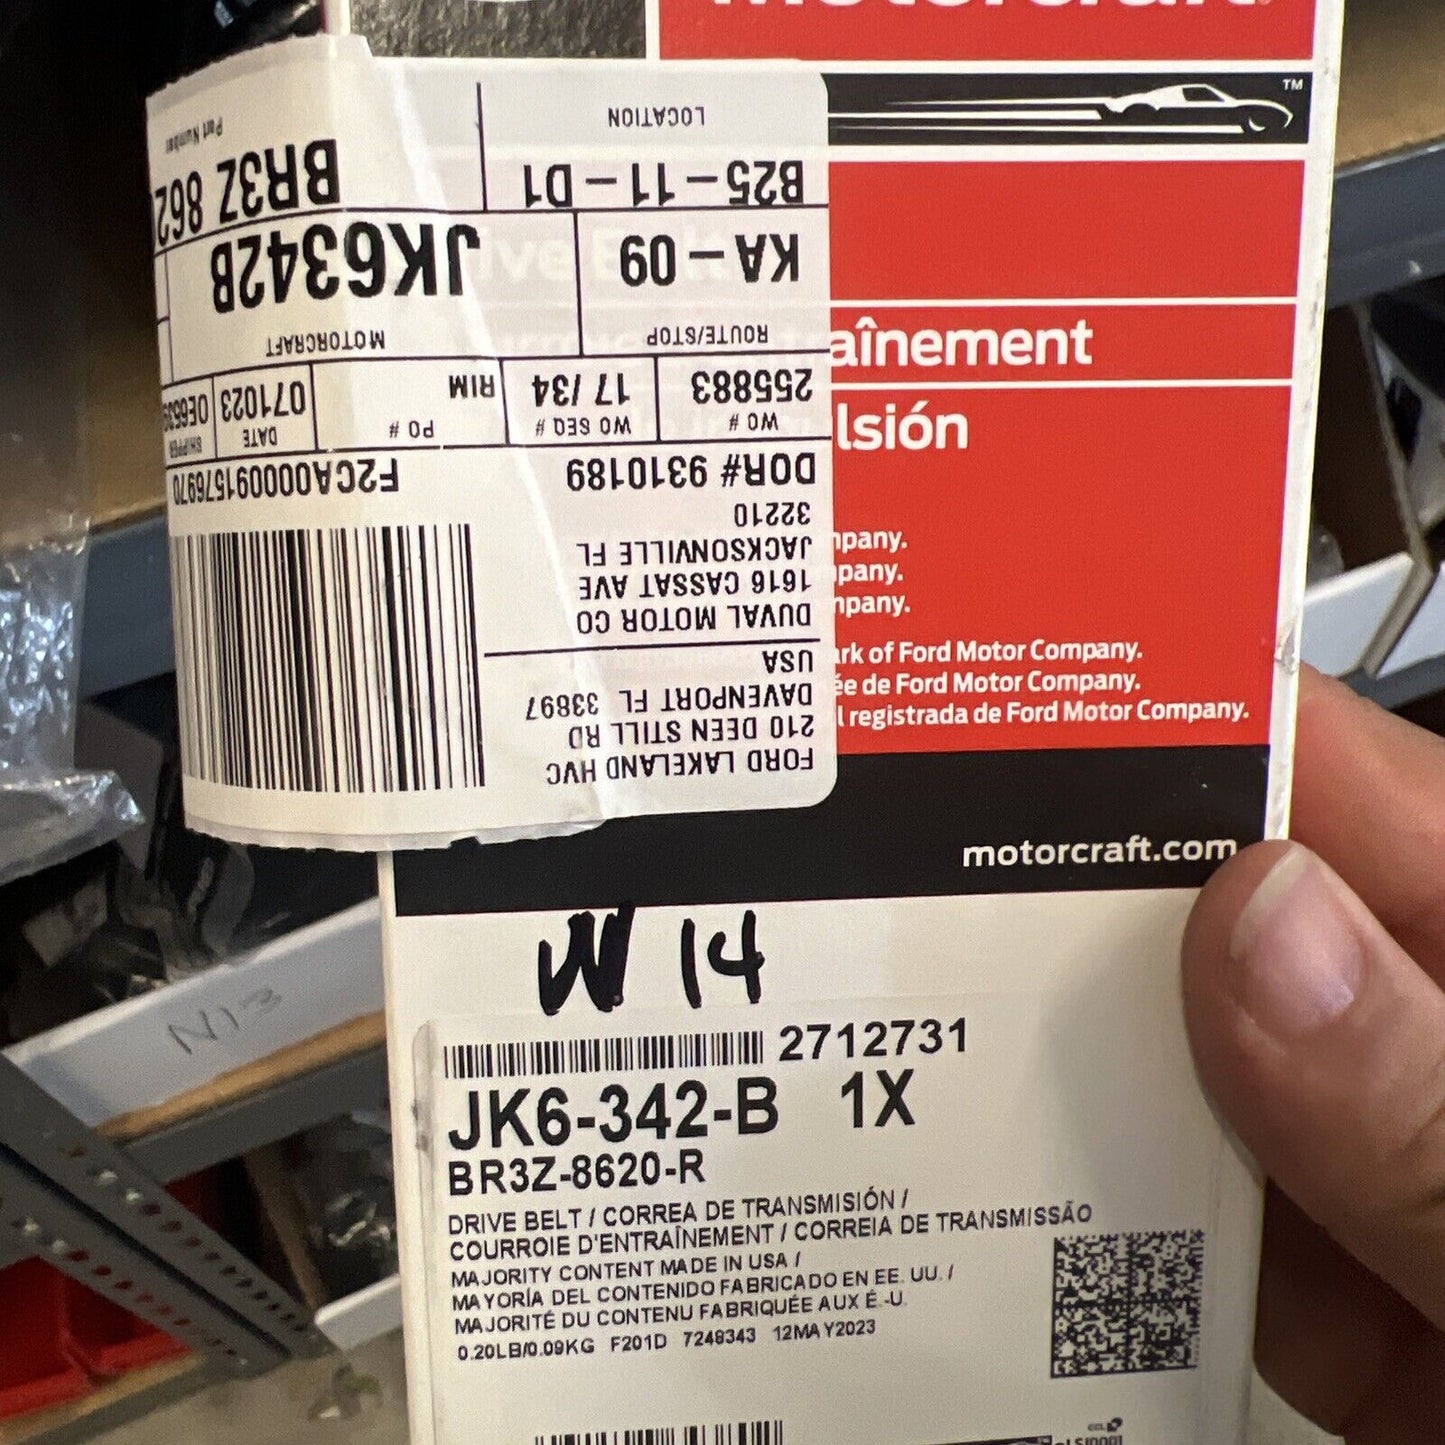 Motorcraft
TM
aînement
lsión
mpany.
mpany.
mpany.
ark of Ford Motor Company.
ée de Ford Motor Company.
l registrada de Ford Motor Company.
motorcraft.com
FORD LAKELAND HVC
210 DEEN STILL RD
DAVENPORT FL 33897
USA
DUVAL MOTOR CO
1616 CASSAT AVE
JACKSONVILLE FL
32210
DOR# 9310189
F2CA000091576970
WO #
255883
WO SEQ #
17 /34
RIM
PO #
DATE
071023
SHIPPER
ROUTE/STOP
KA - 09
MOTORCRAFT
JK6342B
B25 - 11 - D1
LOCATION
BR3Z 862
Part Number
W 14
N13
2712731
JK6-342-B 1X
BR3Z-8620-R
DRIVE BELT / CORREA DE TRANSMISIÓN /
COURROIE D'ENTRAÎNEMENT / CORREIA DE TRANSMISSÃO
MAJORITY CONTENT MADE IN USA /
MAYORÍA DEL CONTENIDO FABRICADO EN EE. UU. /
MAJORITÉ DU CONTENU FABRIQUÉE AUX É.-U.
0.20LB/0.09KG F201D 7248343 12MAY2023